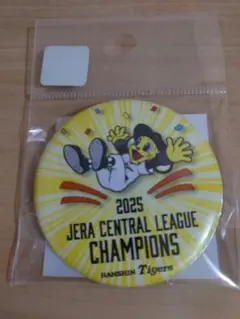 2025
JERA CENTRAL LEAGUE
CHAMPIONS
HANSHIN Tigers